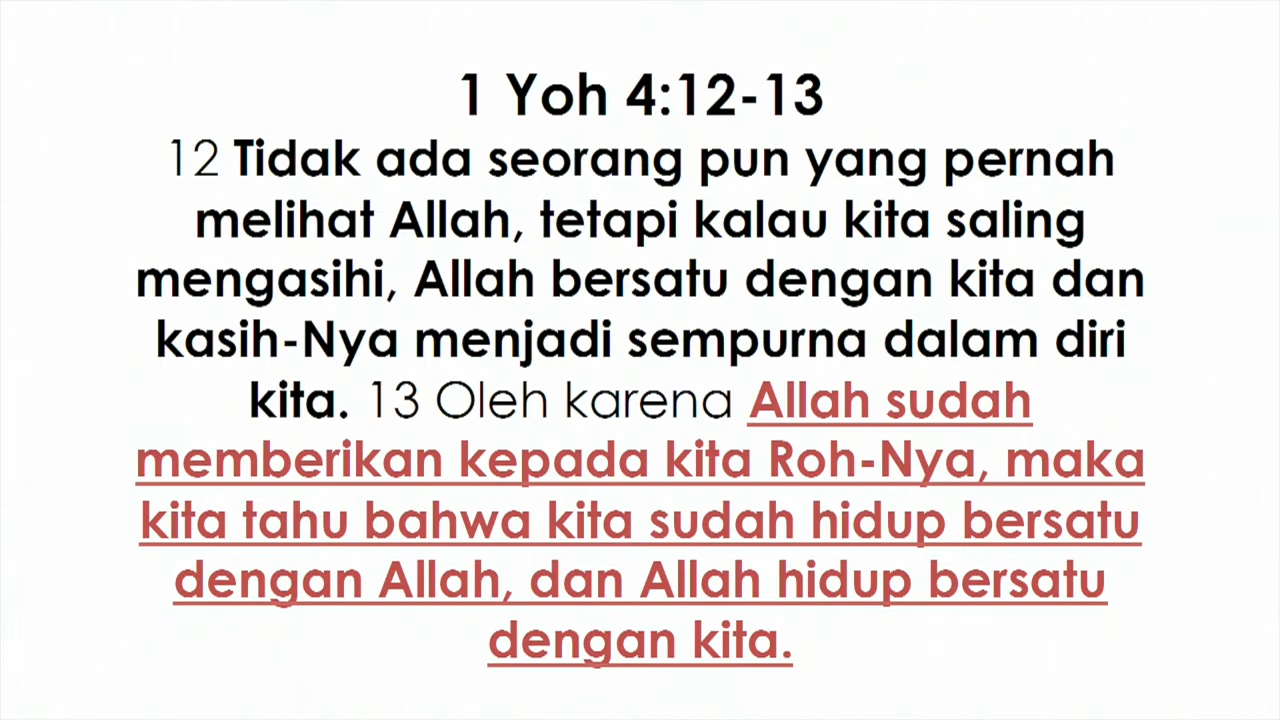 1 Yoh 4:12-13
12 Tidak ada seorang pun yang pernah
melihat Allah, tetapi kalau kita saling
mengasihi, Allah bersatu dengan kita dan
kasih-Nya menjadi sempurna dalam diri
kita. 13 Oleh karena Allah sudah
memberikan kepada kita Roh-Nya, maka
kita tahu bahwa kita sudah hidup bersatu
dengan Allah, dan Allah hidup bersatu
dengan kita.